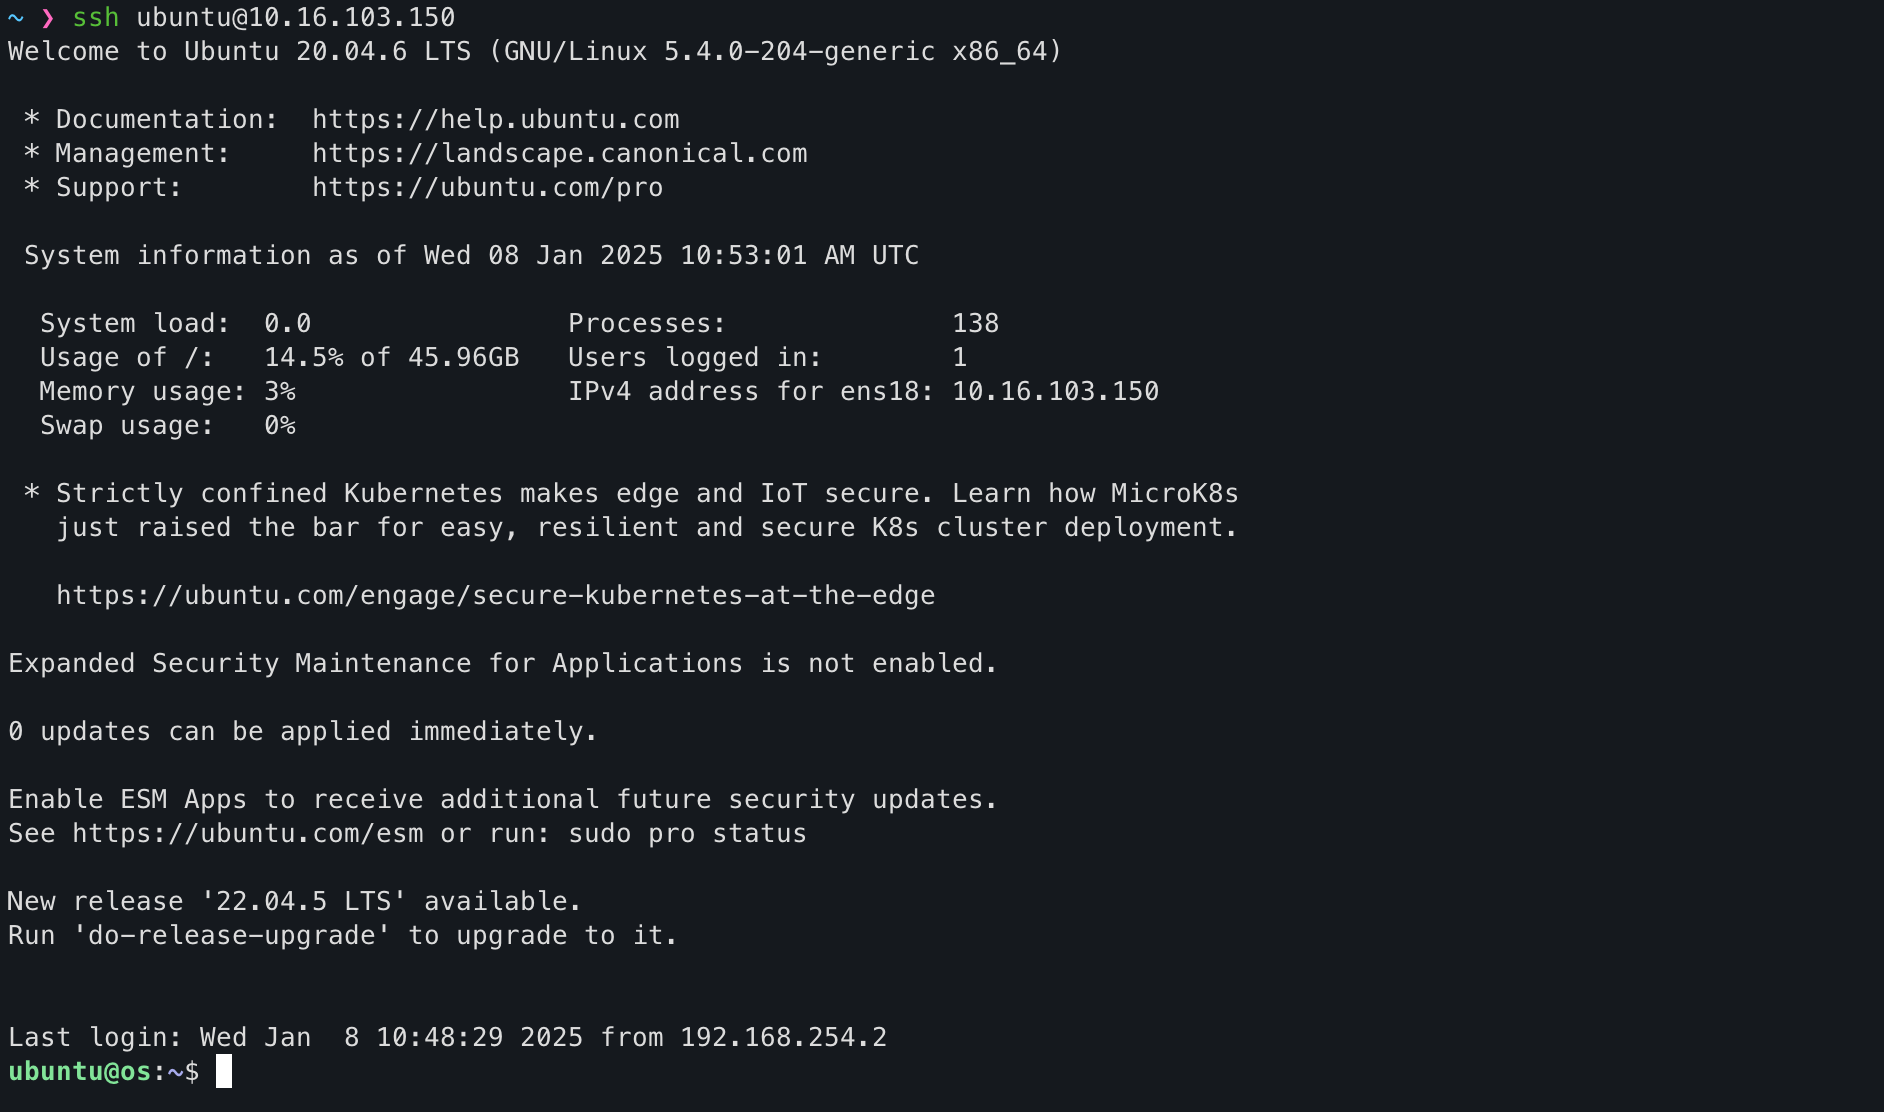 ~ ❯ ssh ubuntu@10.16.103.150
Welcome to Ubuntu 20.04.6 LTS (GNU/Linux 5.4.0-204-generic x86_64)

 * Documentation:  https://help.ubuntu.com
 * Management:     https://landscape.canonical.com
 * Support:        https://ubuntu.com/pro

 System information as of Wed 08 Jan 2025 10:53:01 AM UTC

  System load:  0.0                Processes:              138
  Usage of /:   14.5% of 45.96GB   Users logged in:        1
  Memory usage: 3%                 IPv4 address for ens18: 10.16.103.150
  Swap usage:   0%

 * Strictly confined Kubernetes makes edge and IoT secure. Learn how MicroK8s
   just raised the bar for easy, resilient and secure K8s cluster deployment.

   https://ubuntu.com/engage/secure-kubernetes-at-the-edge

Expanded Security Maintenance for Applications is not enabled.

0 updates can be applied immediately.

Enable ESM Apps to receive additional future security updates.
See https://ubuntu.com/esm or run: sudo pro status

New release '22.04.5 LTS' available.
Run 'do-release-upgrade' to upgrade to it.


Last login: Wed Jan  8 10:48:29 2025 from 192.168.254.2
ubuntu@os:~$